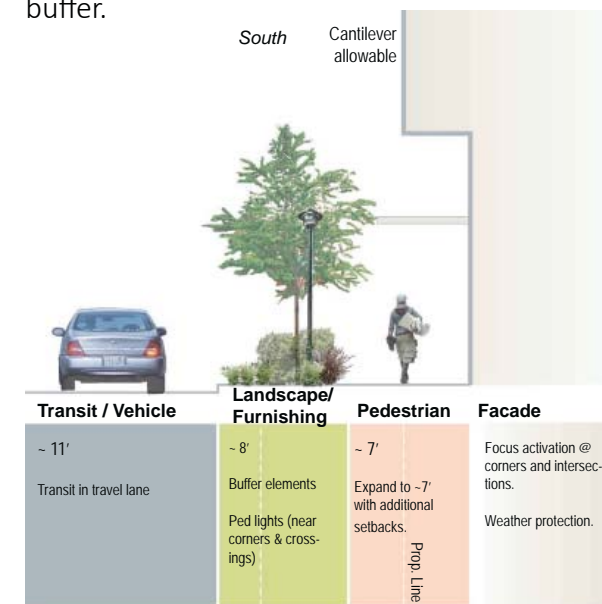 buffer.
South
Cantilever
allowable
Transit / Vehicle
~ 11'
Transit in travel lane
Landscape/
Furnishing
~ 8'
Buffer elements
Ped lights (near
corners & cross-
ings)
Pedestrian
~ 7'
Expand to ~7'
with additional
setbacks.
Prop. Line
Facade
Focus activation @
corners and intersec-
tions.
Weather protection.